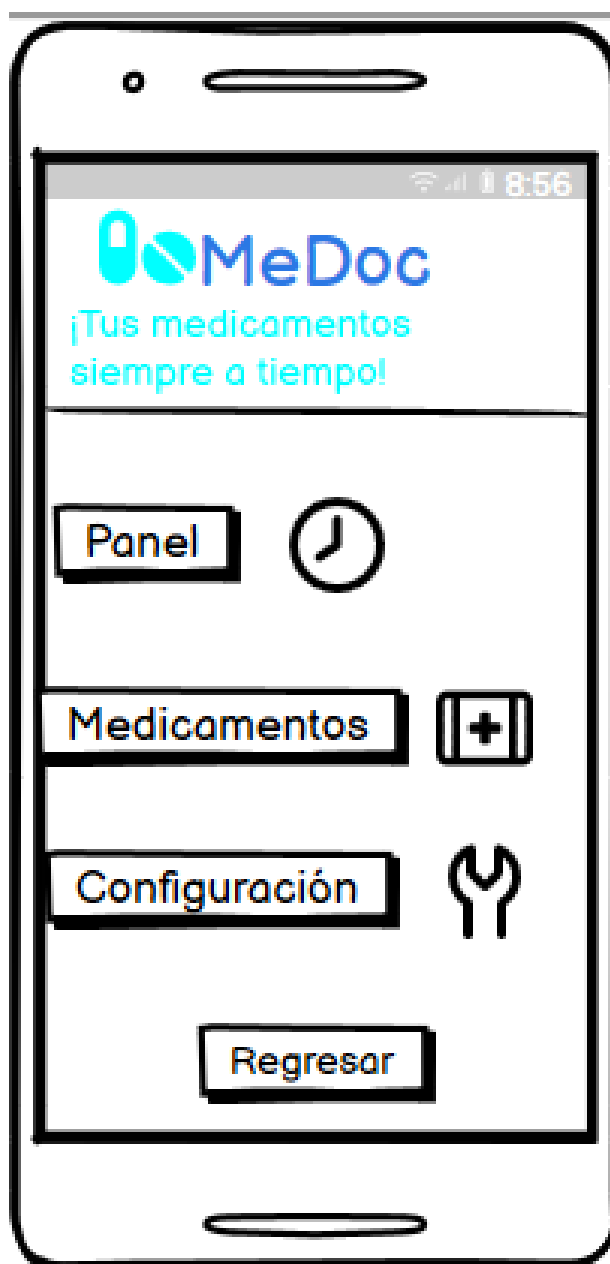 8:56
MeDoc
¡Tus medicamentos
siempre a tiempo!
Panel
Medicamentos
Configuración
Regresar